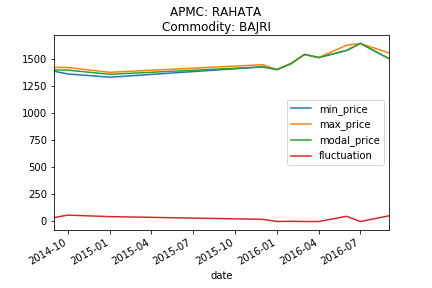 APMC: RAHATA
Commodity: BAJRI
1500
1250
1000
750
500
250
0
min_price
max_price
modal_price
fluctuation
2014-10
2015-01
2015-04
2015-07
2015-10
2016-01
2016-04
2016-07
date